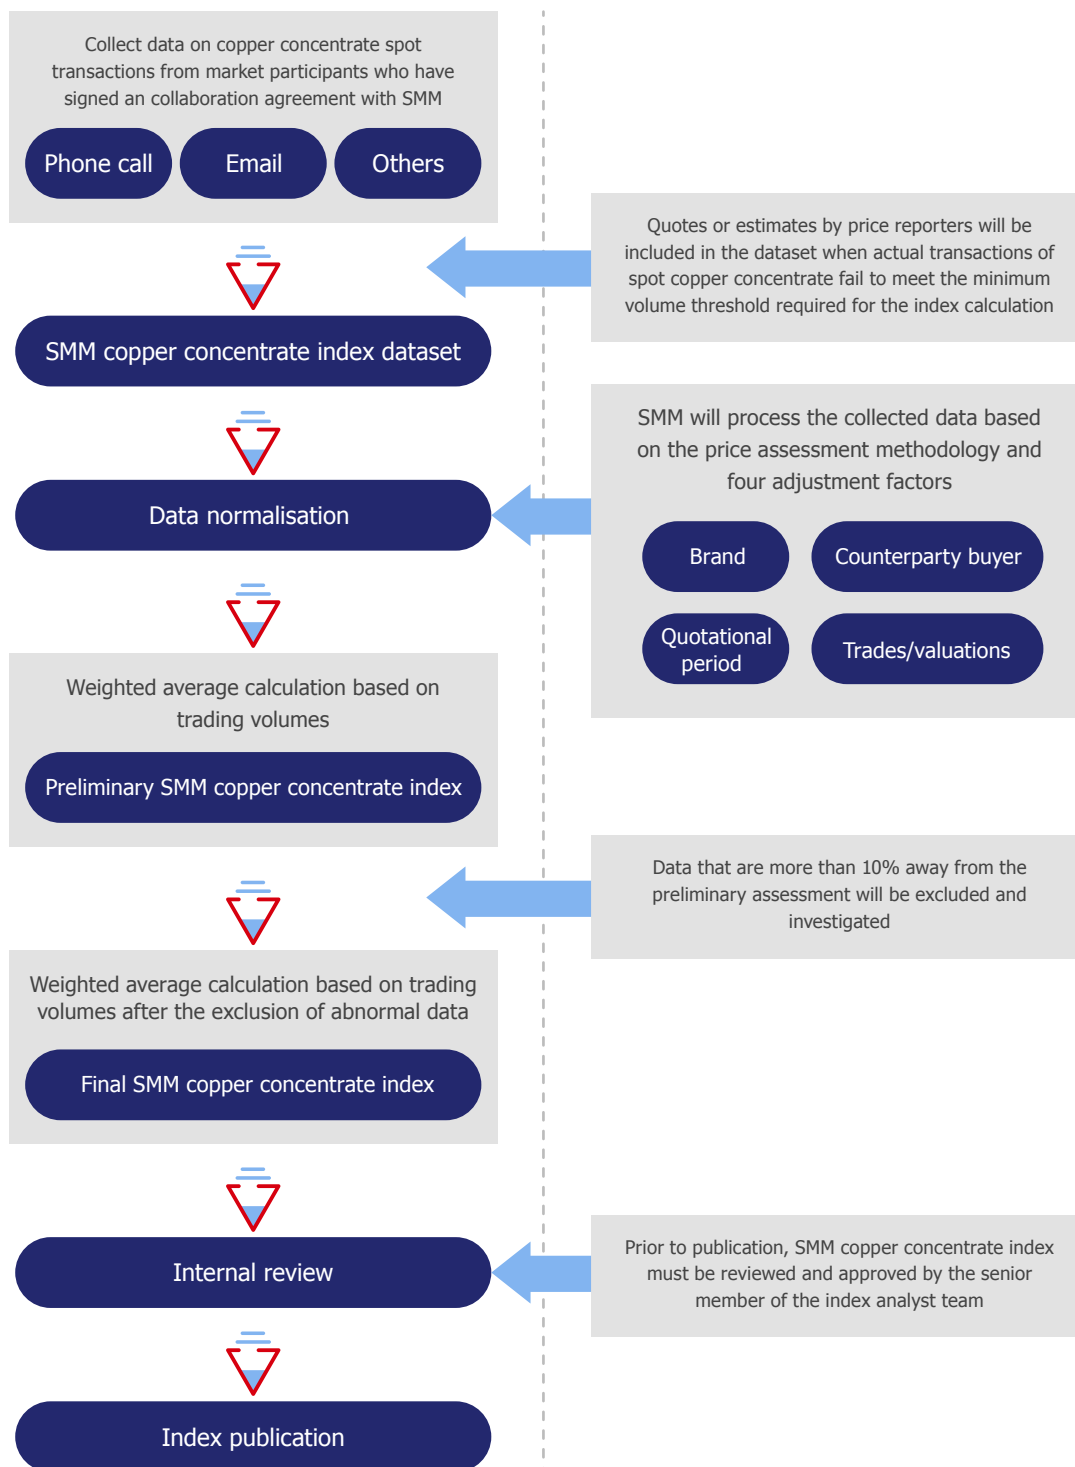 Collect data on copper concentrate spot
transactions from market participants who have
signed an collaboration agreement with SMM
Phone call
Email
Others
Quotes or estimates by price reporters will be
included in the dataset when actual transactions of
spot copper concentrate fail to meet the minimum
volume threshold required for the index calculation
SMM copper concentrate index dataset
SMM will process the collected data based
on the price assessment methodology and
four adjustment factors
Brand
Counterparty buyer
Quotational
period
Trades/valuations
Data normalisation
Weighted average calculation based on
trading volumes
Preliminary SMM copper concentrate index
Data that are more than 10% away from the
preliminary assessment will be excluded and
investigated
Weighted average calculation based on trading
volumes after the exclusion of abnormal data
Final SMM copper concentrate index
Prior to publication, SMM copper concentrate index
must be reviewed and approved by the senior
member of the index analyst team
Internal review
Index publication